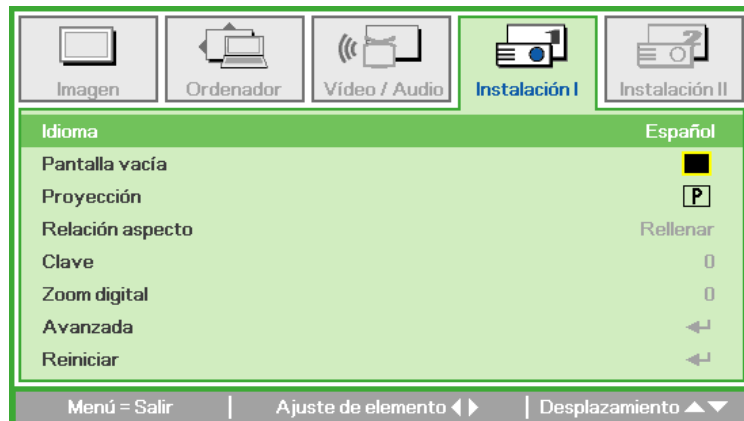 Imagen
Ordenador
Vídeo / Audio
Instalación I
Instalación II
Idioma Español
Pantalla vacía
Proyección P
Relación aspecto Rellenar
Clave 0
Zoom digital 0
Avanzada
Reiniciar
Menú = Salir Ajuste de elemento Desplazamiento